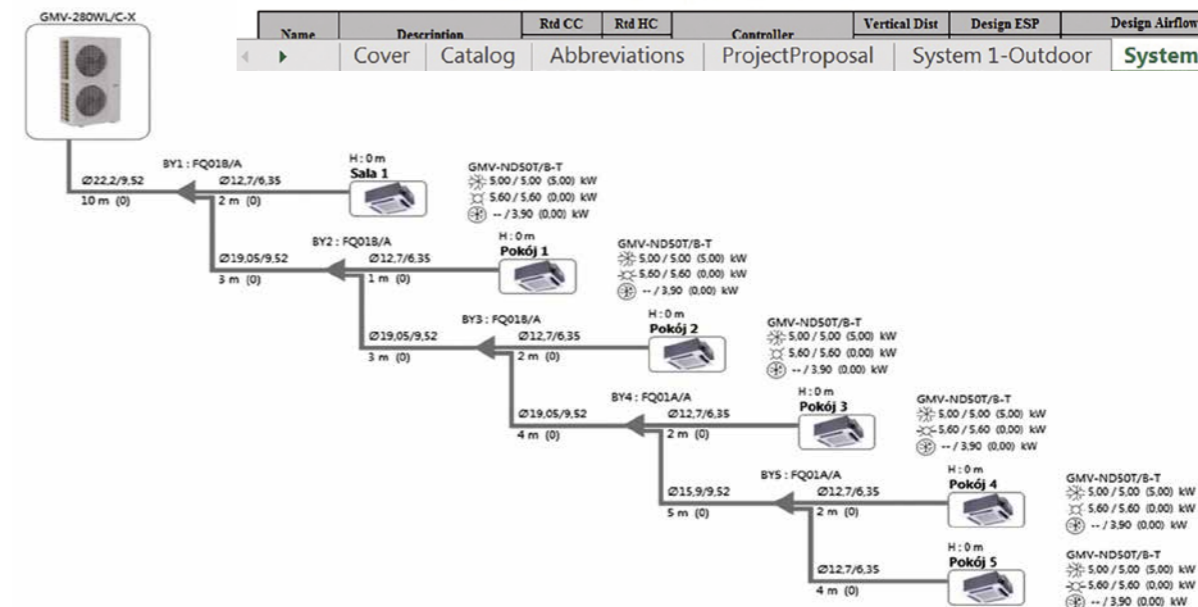 GMV-280WL/C-X
Name Description Rtd CC Rtd HC Controller Vertical Dist Design ESP Design Airflow
Cover Catalog Abbreviations ProjectProposal System 1-Outdoor System
BY1 : FQ01B/A
H : 0 m
Sala 1
GMV-ND50T/B-T
Ø22,2/9,52
Ø12,7/6,35
5,00 / 5,00 (5,00) kW
10 m (0)
2 m (0)
5,60 / 5,60 (0,00) kW
-- / 3,90 (0,00) kW
BY2 : FQ01B/A
H : 0 m
Pokój 1
GMV-ND50T/B-T
Ø19,05/9,52
Ø12,7/6,35
5,00 / 5,00 (5,00) kW
3 m (0)
1 m (0)
5,60 / 5,60 (0,00) kW
-- / 3,90 (0,00) kW
BY3 : FQ01B/A
H : 0 m
Pokój 2
GMV-ND50T/B-T
Ø19,05/9,52
Ø12,7/6,35
5,00 / 5,00 (5,00) kW
3 m (0)
2 m (0)
5,60 / 5,60 (0,00) kW
-- / 3,90 (0,00) kW
BY4 : FQ01A/A
H : 0 m
Pokój 3
GMV-ND50T/B-T
Ø19,05/9,52
Ø12,7/6,35
5,00 / 5,00 (5,00) kW
4 m (0)
2 m (0)
5,60 / 5,60 (0,00) kW
-- / 3,90 (0,00) kW
BY5 : FQ01A/A
H : 0 m
Pokój 4
GMV-ND50T/B-T
Ø15,9/9,52
Ø12,7/6,35
5,00 / 5,00 (5,00) kW
5 m (0)
2 m (0)
5,60 / 5,60 (0,00) kW
-- / 3,90 (0,00) kW
H : 0 m
Pokój 5
GMV-ND50T/B-T
Ø12,7/6,35
5,00 / 5,00 (5,00) kW
4 m (0)
5,60 / 5,60 (0,00) kW
-- / 3,90 (0,00) kW